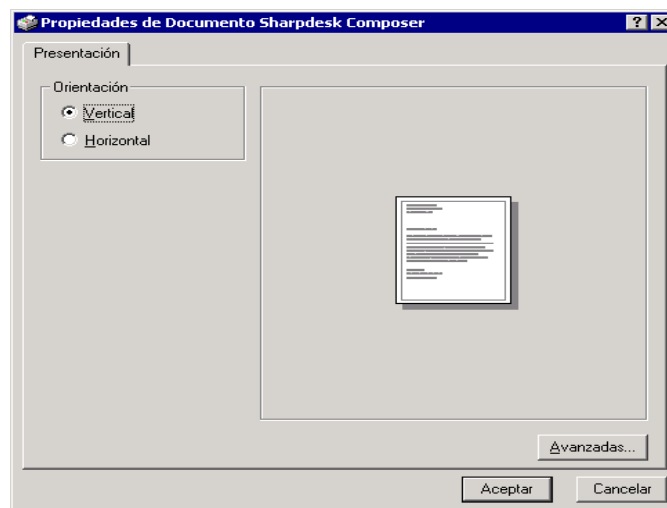 Propiedades de Documento Sharpdesk Composer
Presentación
Orientación
Vertical
Horizontal
Avanzadas...
Aceptar
Cancelar